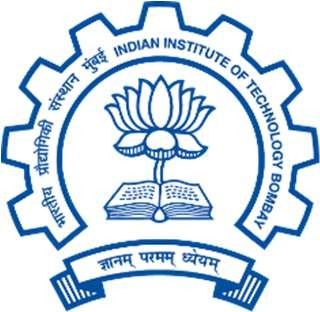 भारतीय प्रौद्योगिकी संस्थान मुंबई
INDIAN INSTITUTE OF TECHNOLOGY BOMBAY
ज्ञानम् परमम् ध्येयम्